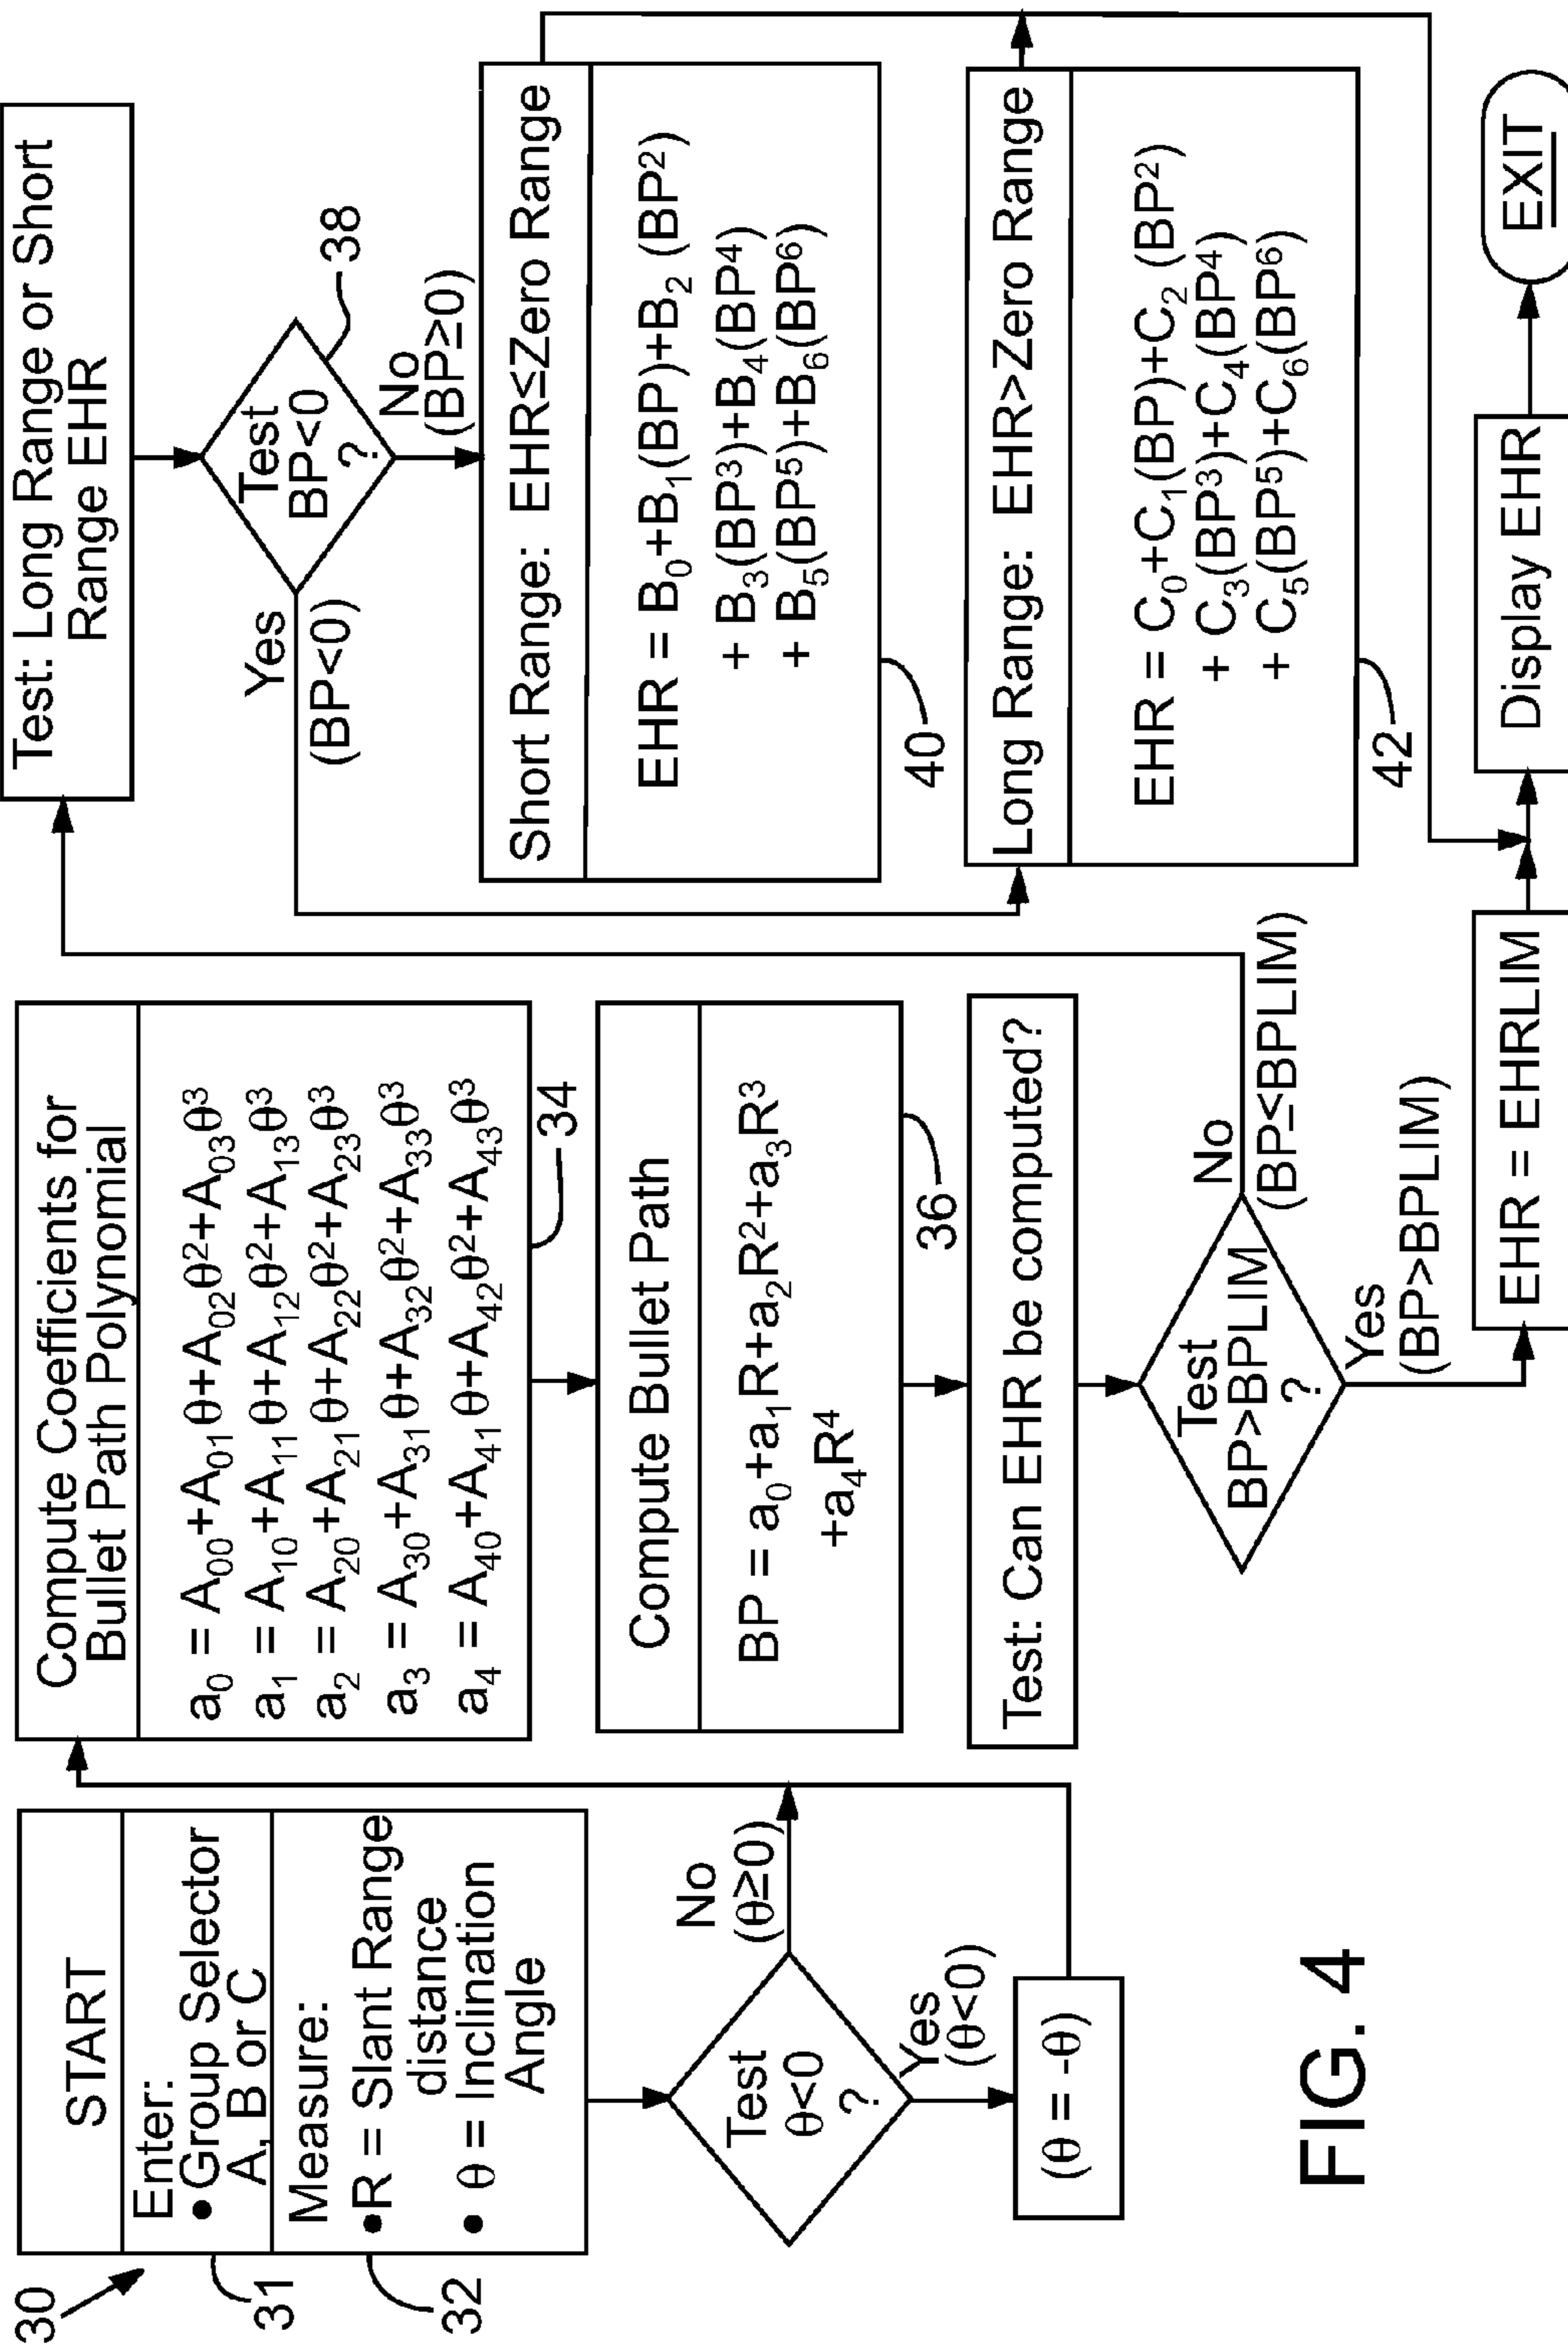 30
START
Enter:
•Group Selector
A, B or C
31
Measure:
•R = Slant Range
distance
• θ = Inclination
Angle
32
Test
θ<0
?
No
(θ≥0)
Yes
(θ<0)
(θ = -θ)
Compute Coefficients for
Bullet Path Polynomial
a₀ = A₀₀+A₀₁θ+A₀₂θ²+A₀₃θ³
a₁ = A₁₀+A₁₁θ+A₁₂θ²+A₁₃θ³
a₂ = A₂₀+A₂₁θ+A₂₂θ²+A₂₃θ³
a₃ = A₃₀+A₃₁θ+A₃₂θ²+A₃₃θ³
a₄ = A₄₀+A₄₁θ+A₄₂θ²+A₄₃θ³
34
Compute Bullet Path
BP = a₀+a₁R+a₂R²+a₃R³
+a₄R⁴
36
Test: Can EHR be computed?
Test
BP>BPLIM
?
No
(BP≤BPLIM)
Yes
(BP>BPLIM)
EHR = EHRLIM
Test: Long Range or Short
Range EHR
Test
BP<0
?
38
Yes
(BP<0)
No
(BP≥0)
Short Range: EHR≤Zero Range
EHR = B₀+B₁(BP)+B₂ (BP²)
+ B₃(BP³)+B₄(BP⁴)
+ B₅(BP⁵)+B₆(BP⁶)
40
Long Range: EHR>Zero Range
EHR = C₀+C₁(BP)+C₂ (BP²)
+ C₃(BP³)+C₄(BP⁴)
+ C₅(BP⁵)+C₆(BP⁶)
42
Display EHR
EXIT
FIG. 4